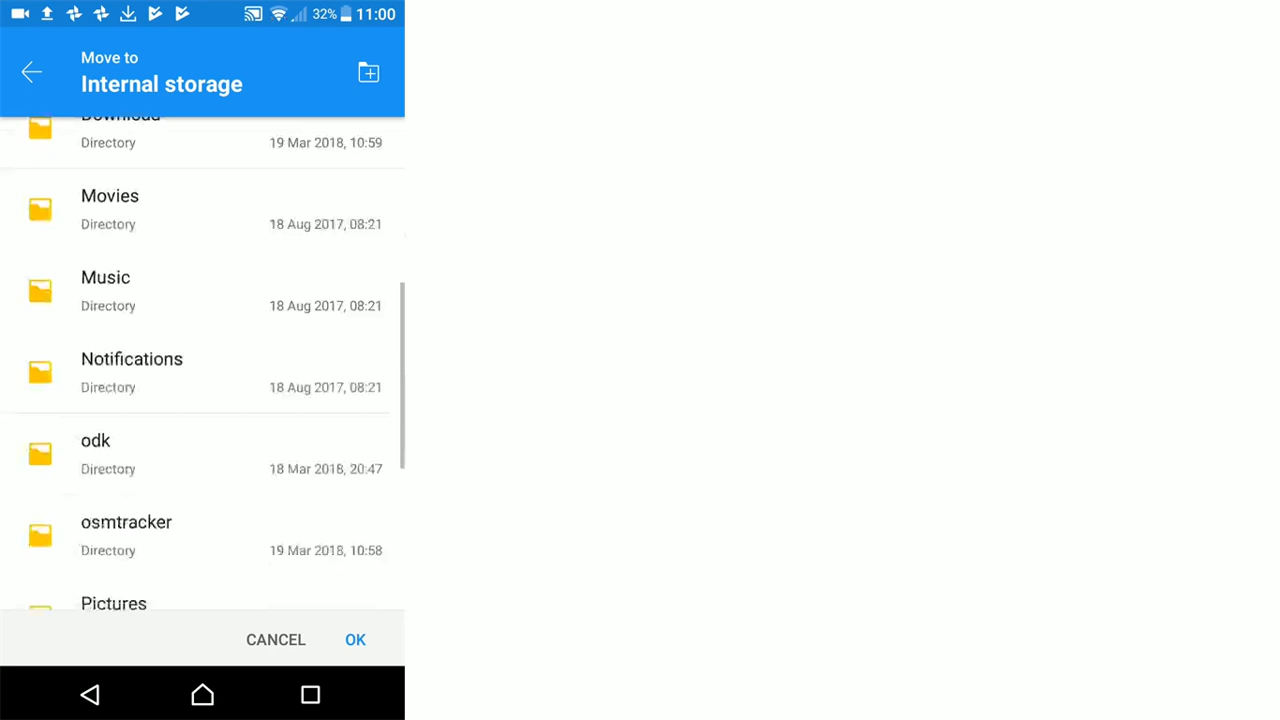 32% 11:00
Move to
Internal storage
Download
Directory 19 Mar 2018, 10:59
Movies
Directory 18 Aug 2017, 08:21
Music
Directory 18 Aug 2017, 08:21
Notifications
Directory 18 Aug 2017, 08:21
odk
Directory 18 Mar 2018, 20:47
osmtracker
Directory 19 Mar 2018, 10:58
Pictures
CANCEL OK